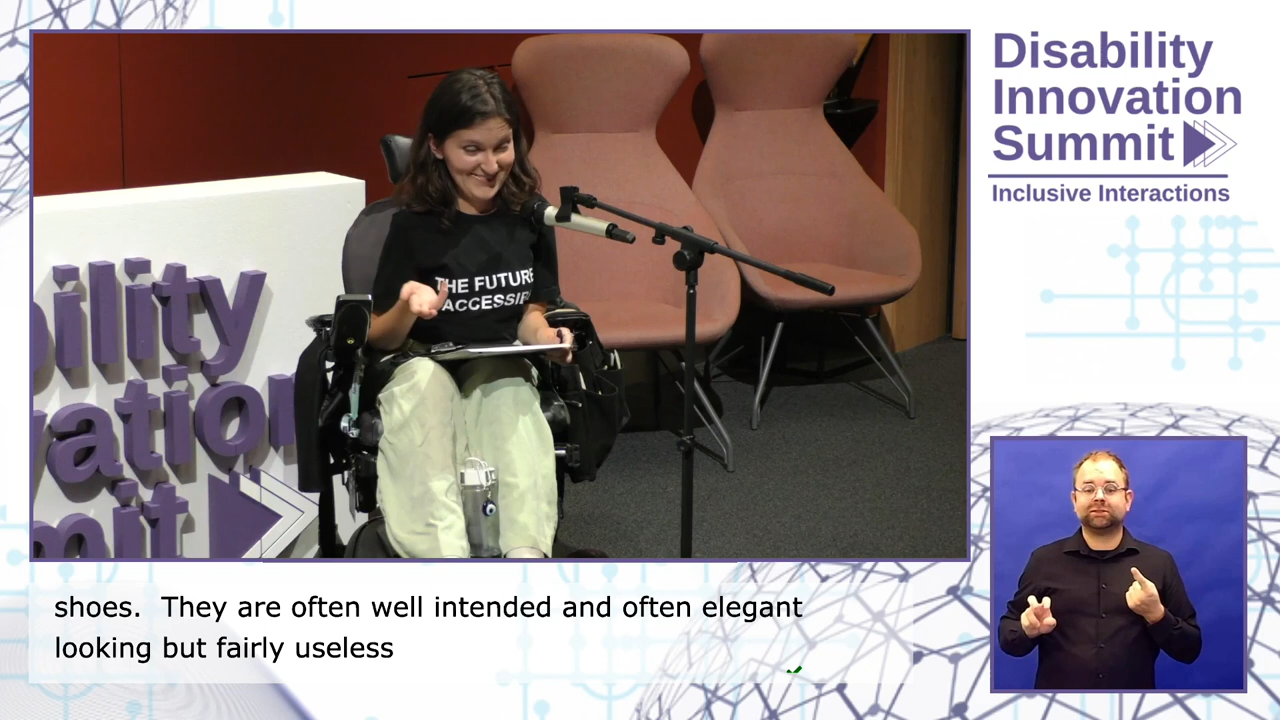 Disability
Innovation
Summit
Inclusive Interactions
THE FUTURE
shoes.  They are often well intended and often elegant
looking but fairly useless